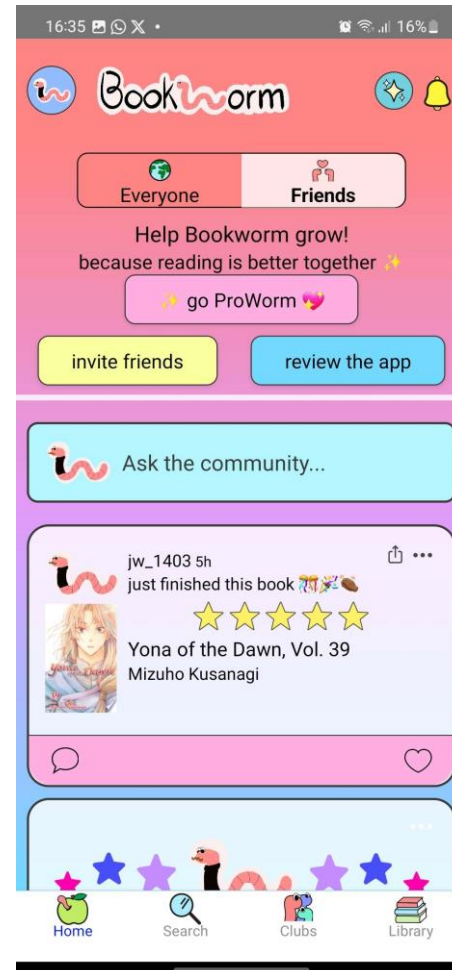 16:35
16%
Bookworm
Everyone
Friends
Help Bookworm grow!
because reading is better together
go ProWorm
invite friends
review the app
Ask the community...
jw_1403 5h
just finished this book
Yona of the Dawn, Vol. 39
Mizuho Kusanagi
Home
Search
Clubs
Library